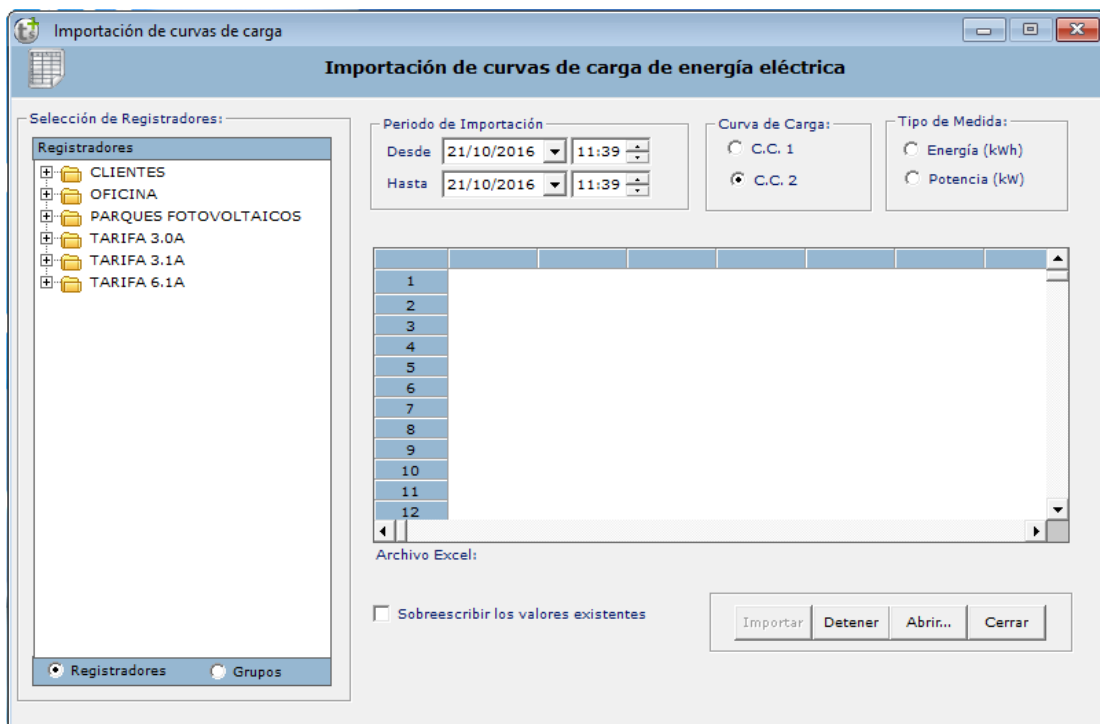 Importación de curvas de carga
Importación de curvas de carga de energía eléctrica
Selección de Registradores:
Registradores
CLIENTES
OFICINA
PARQUES FOTOVOLTAICOS
TARIFA 3.0A
TARIFA 3.1A
TARIFA 6.1A
Registradores Grupos
Periodo de Importación
Desde 21/10/2016 11:39
Hasta 21/10/2016 11:39
Curva de Carga:
C.C. 1
C.C. 2
Tipo de Medida:
Energía (kWh)
Potencia (kW)
1
2
3
4
5
6
7
8
9
10
11
12
Archivo Excel:
Sobreescribir los valores existentes
Importar Detener Abrir... Cerrar